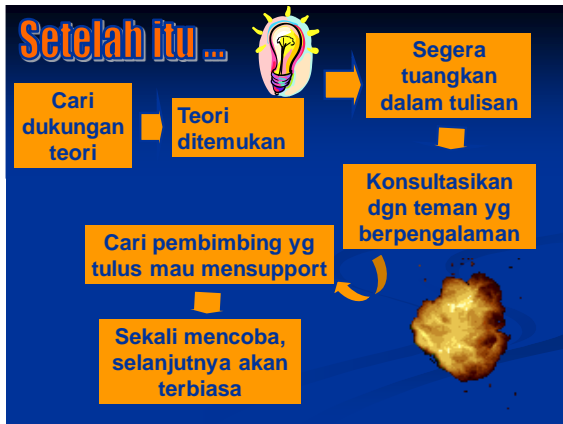 Setelah itu ...
Cari
dukungan
teori
Teori
ditemukan
Segera
tuangkan
dalam tulisan
Konsultasikan
dgn teman yg
berpengalaman
Cari pembimbing yg
tulus mau mensupport
Sekali mencoba,
selanjutnya akan
terbiasa